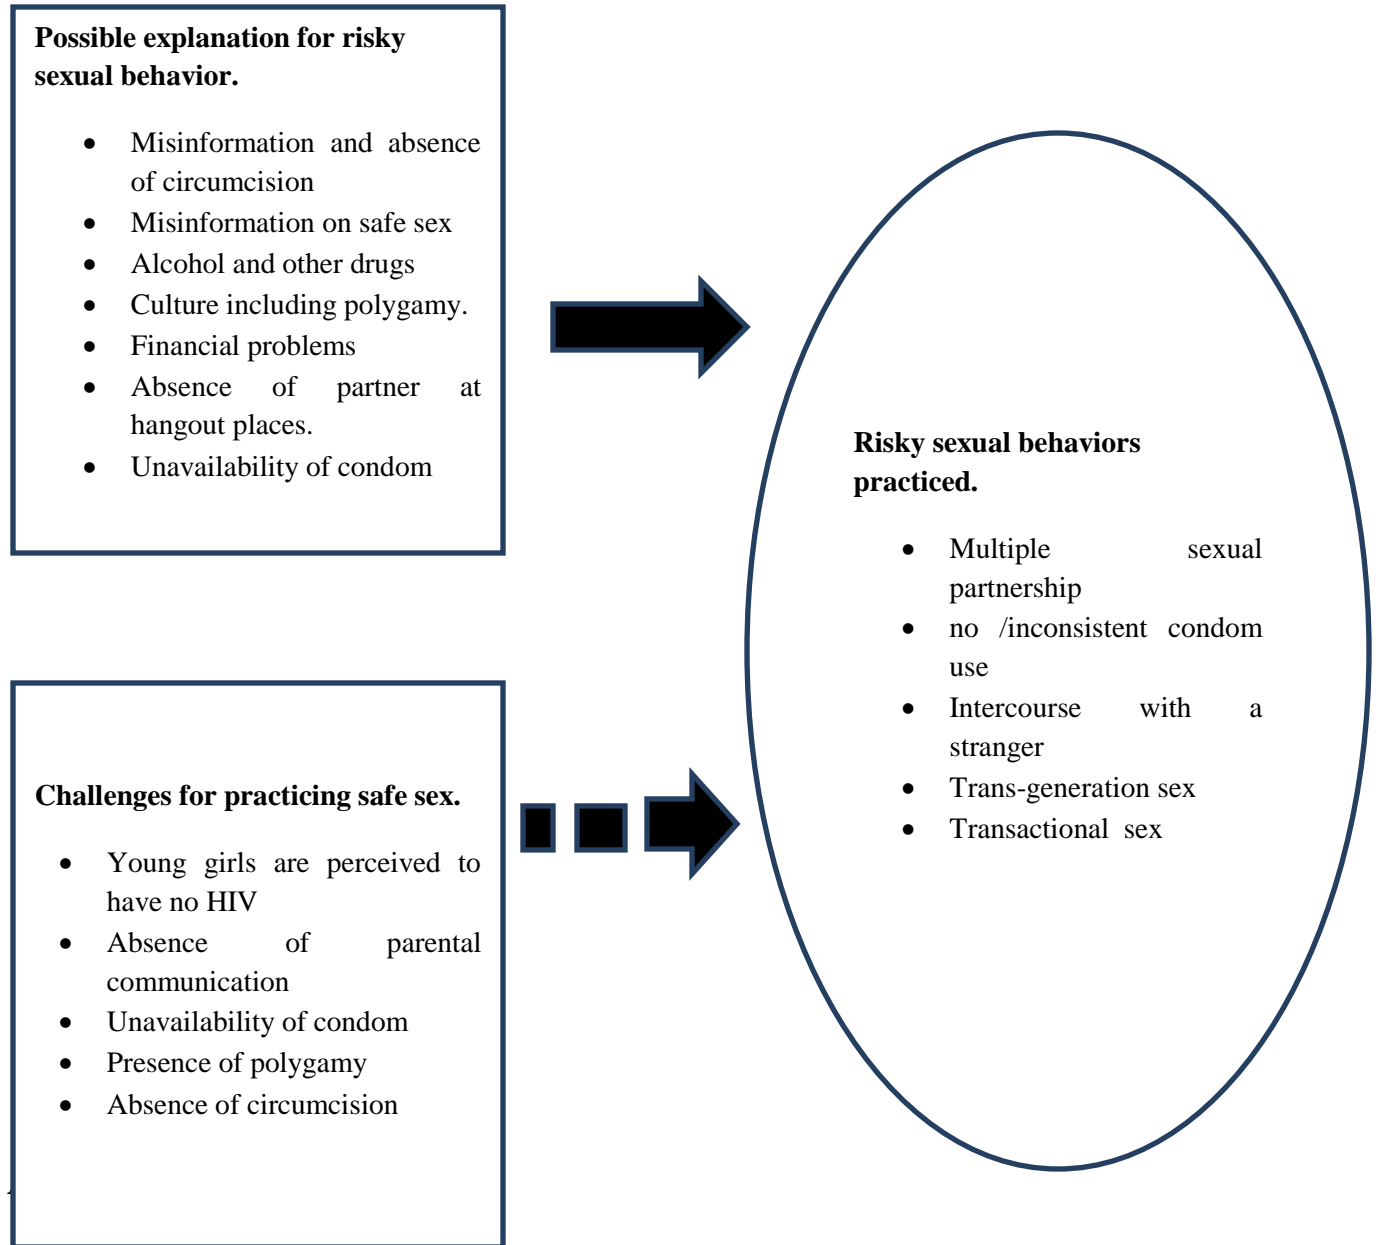 Possible explanation for risky
sexual behavior.
• Misinformation and absence
of circumcision
• Misinformation on safe sex
• Alcohol and other drugs
• Culture including polygamy.
• Financial problems
• Absence of partner at
hangout places.
• Unavailability of condom
Challenges for practicing safe sex.
• Young girls are perceived to
have no HIV
• Absence of parental
communication
• Unavailability of condom
• Presence of polygamy
• Absence of circumcision
Risky sexual behaviors
practiced.
• Multiple sexual
partnership
• no /inconsistent condom
use
• Intercourse with a
stranger
• Trans-generation sex
• Transactional sex